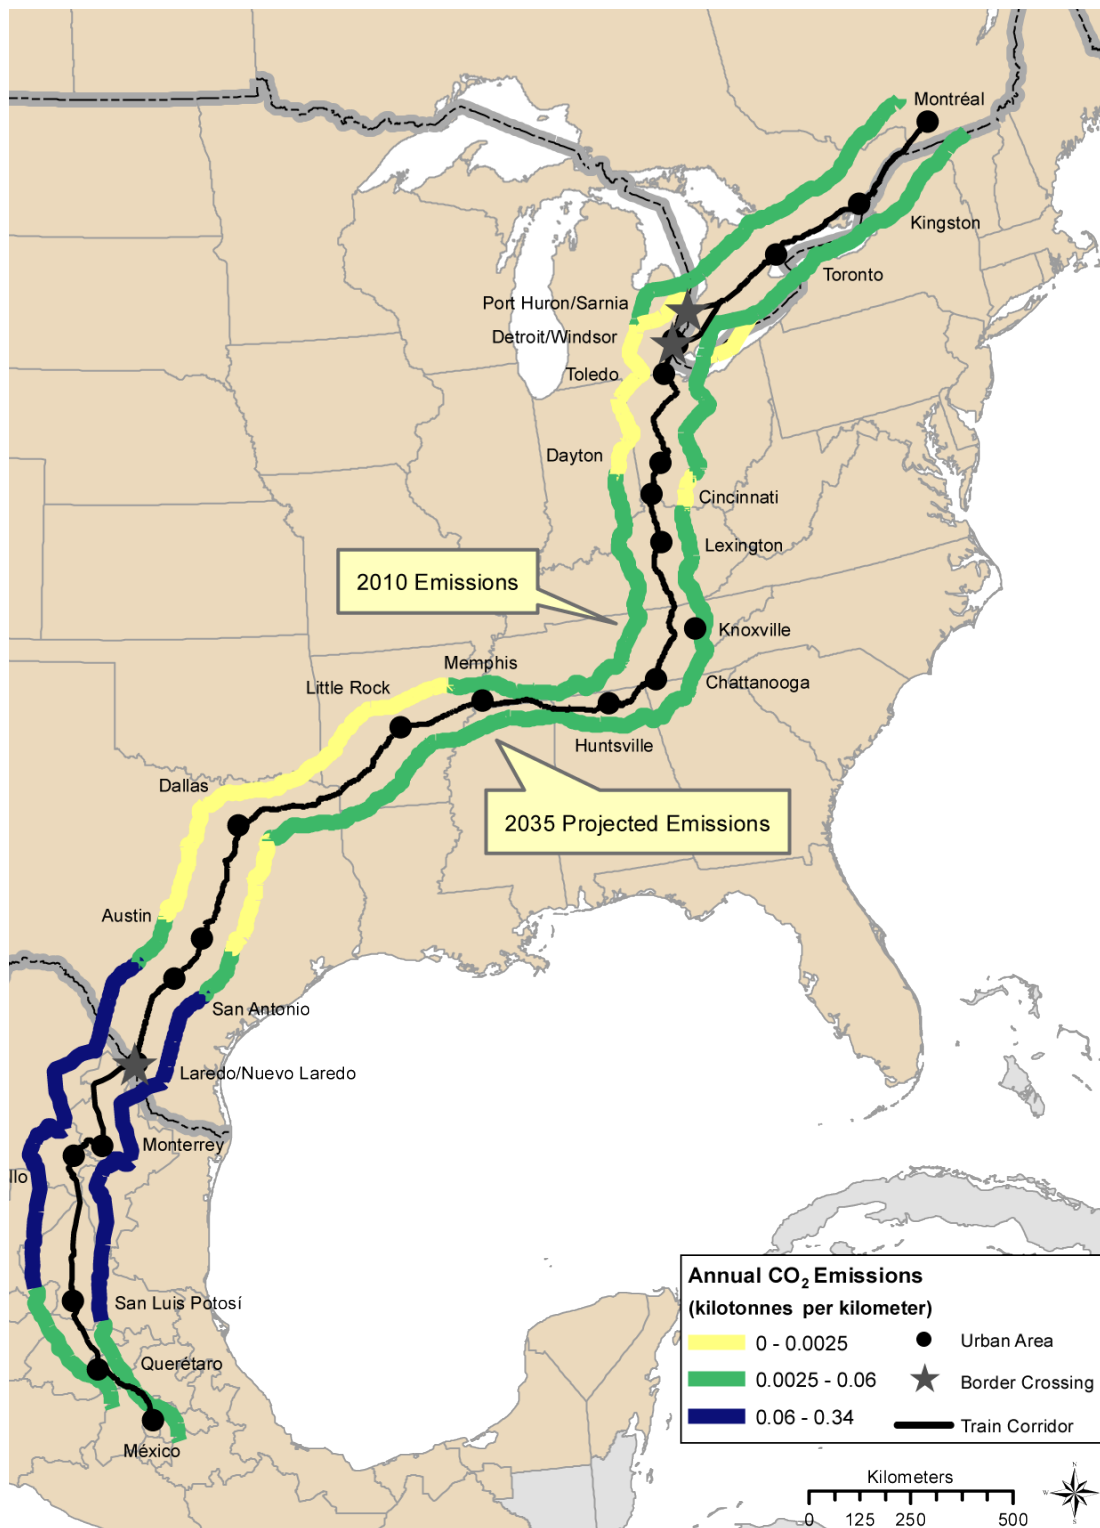 Montréal
Kingston
Toronto
Port Huron/Sarnia
Detroit/Windsor
Toledo
Dayton
Cincinnati
Lexington
2010 Emissions
Knoxville
Memphis
Chattanooga
Little Rock
Huntsville
Dallas
2035 Projected Emissions
Austin
San Antonio
Laredo/Nuevo Laredo
Monterrey
llo
San Luis Potosí
Querétaro
México
Annual CO₂ Emissions
(kilotonnes per kilometer)
0 - 0.0025
0.0025 - 0.06
0.06 - 0.34
Urban Area
Border Crossing
Train Corridor
Kilometers
0 125 250 500
N
W
E
S